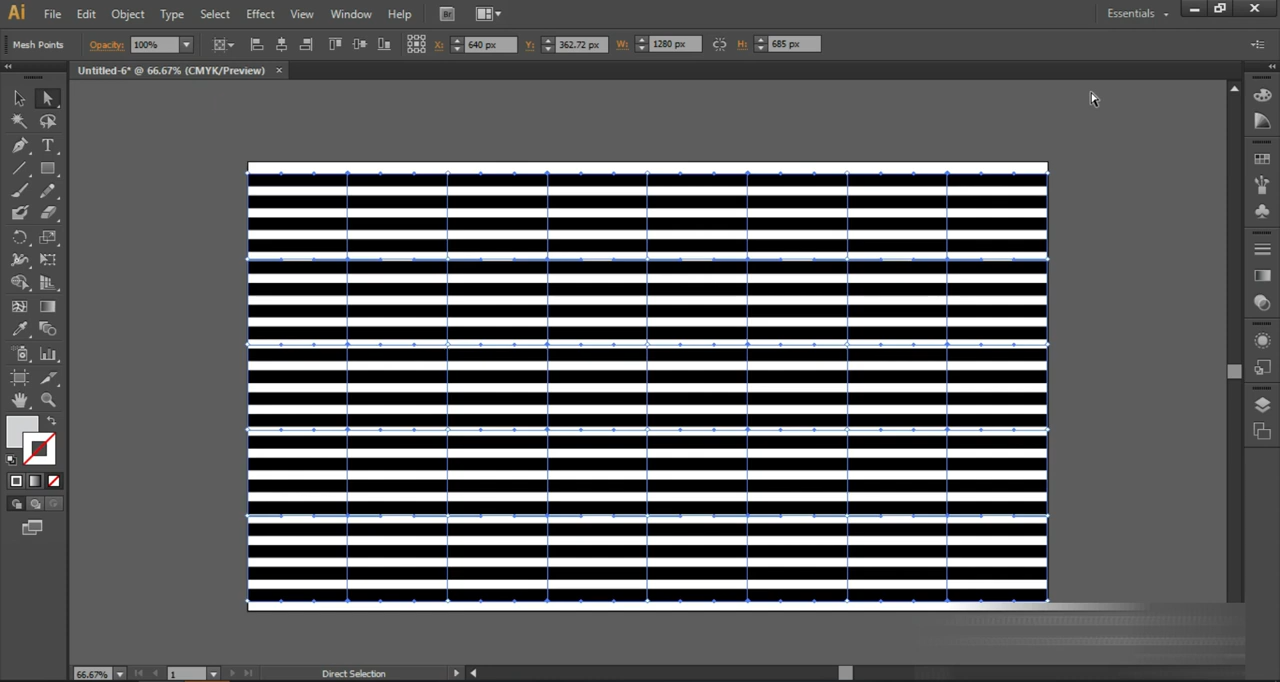 Ai File Edit Object Type Select Effect View Window Help Br Essentials
Mesh Points Opacity: 100% X: 640 px Y: 362.72 px W: 1280 px H: 685 px
Untitled-6* @ 66.67% (CMYK/Preview) ×
T
66.67% 1 Direct Selection